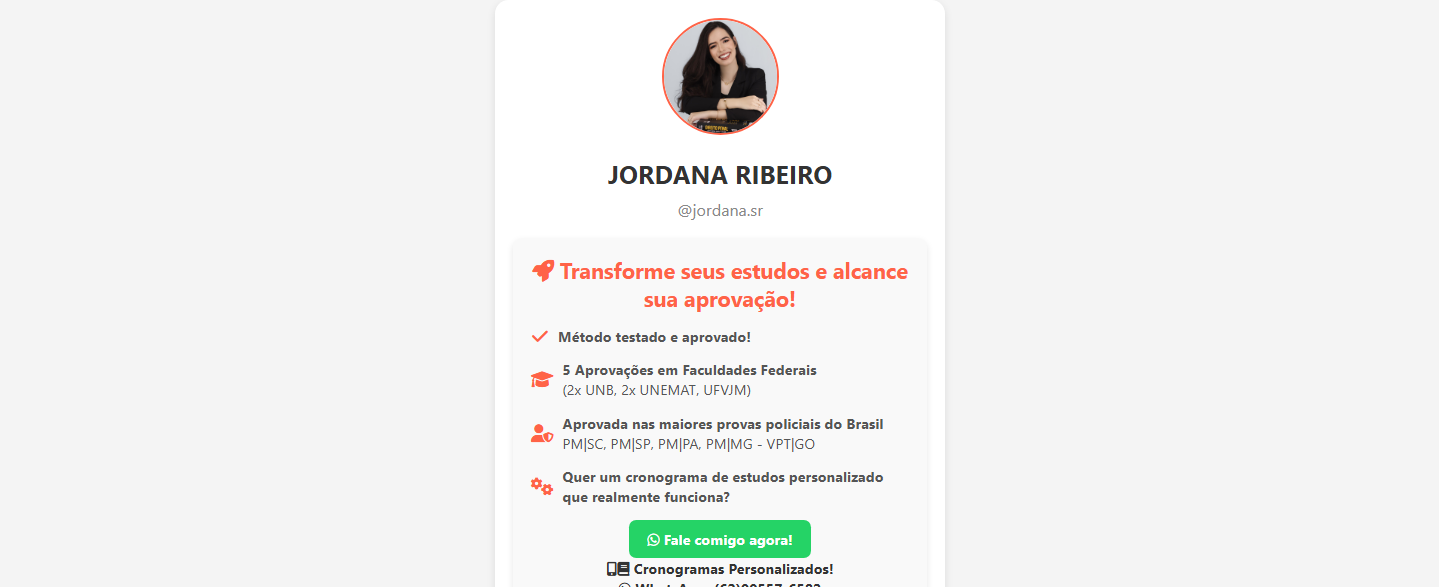 JORDANA RIBEIRO
@jordana.sr
Transforme seus estudos e alcance
sua aprovação!
Método testado e aprovado!
5 Aprovações em Faculdades Federais
(2x UNB, 2x UNEMAT, UFVJM)
Aprovada nas maiores provas policiais do Brasil
PM|SC, PM|SP, PM|PA, PM|MG - VPT|GO
Quer um cronograma de estudos personalizado
que realmente funciona?
Fale comigo agora!
Cronogramas Personalizados!